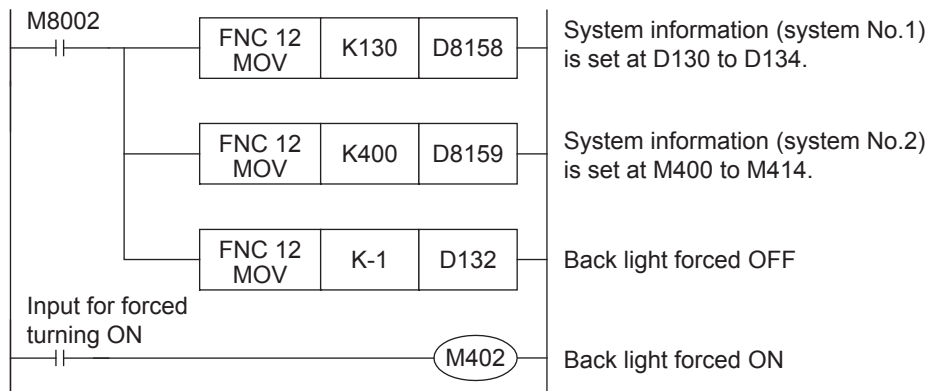 M8002
FNC 12
MOV
K130
D8158
System information (system No.1)
is set at D130 to D134.
FNC 12
MOV
K400
D8159
System information (system No.2)
is set at M400 to M414.
FNC 12
MOV
K-1
D132
Back light forced OFF
Input for forced
turning ON
M402
Back light forced ON